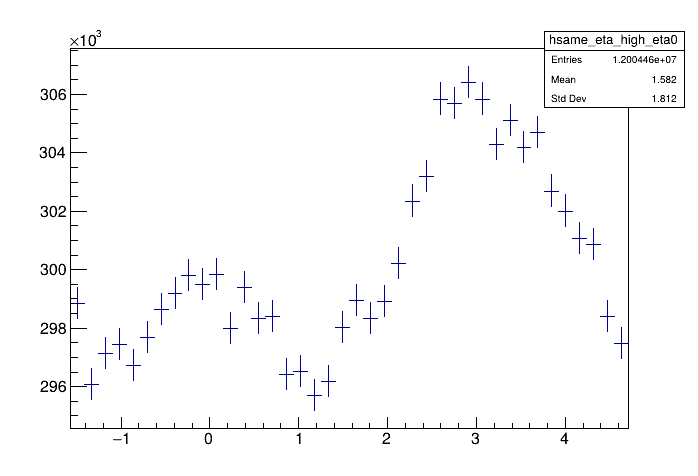 ×10³
hsame_eta_high_eta0
Entries 1.200446e+07
Mean 1.582
Std Dev 1.812
306
304
302
300
298
296
−1 0 1 2 3 4